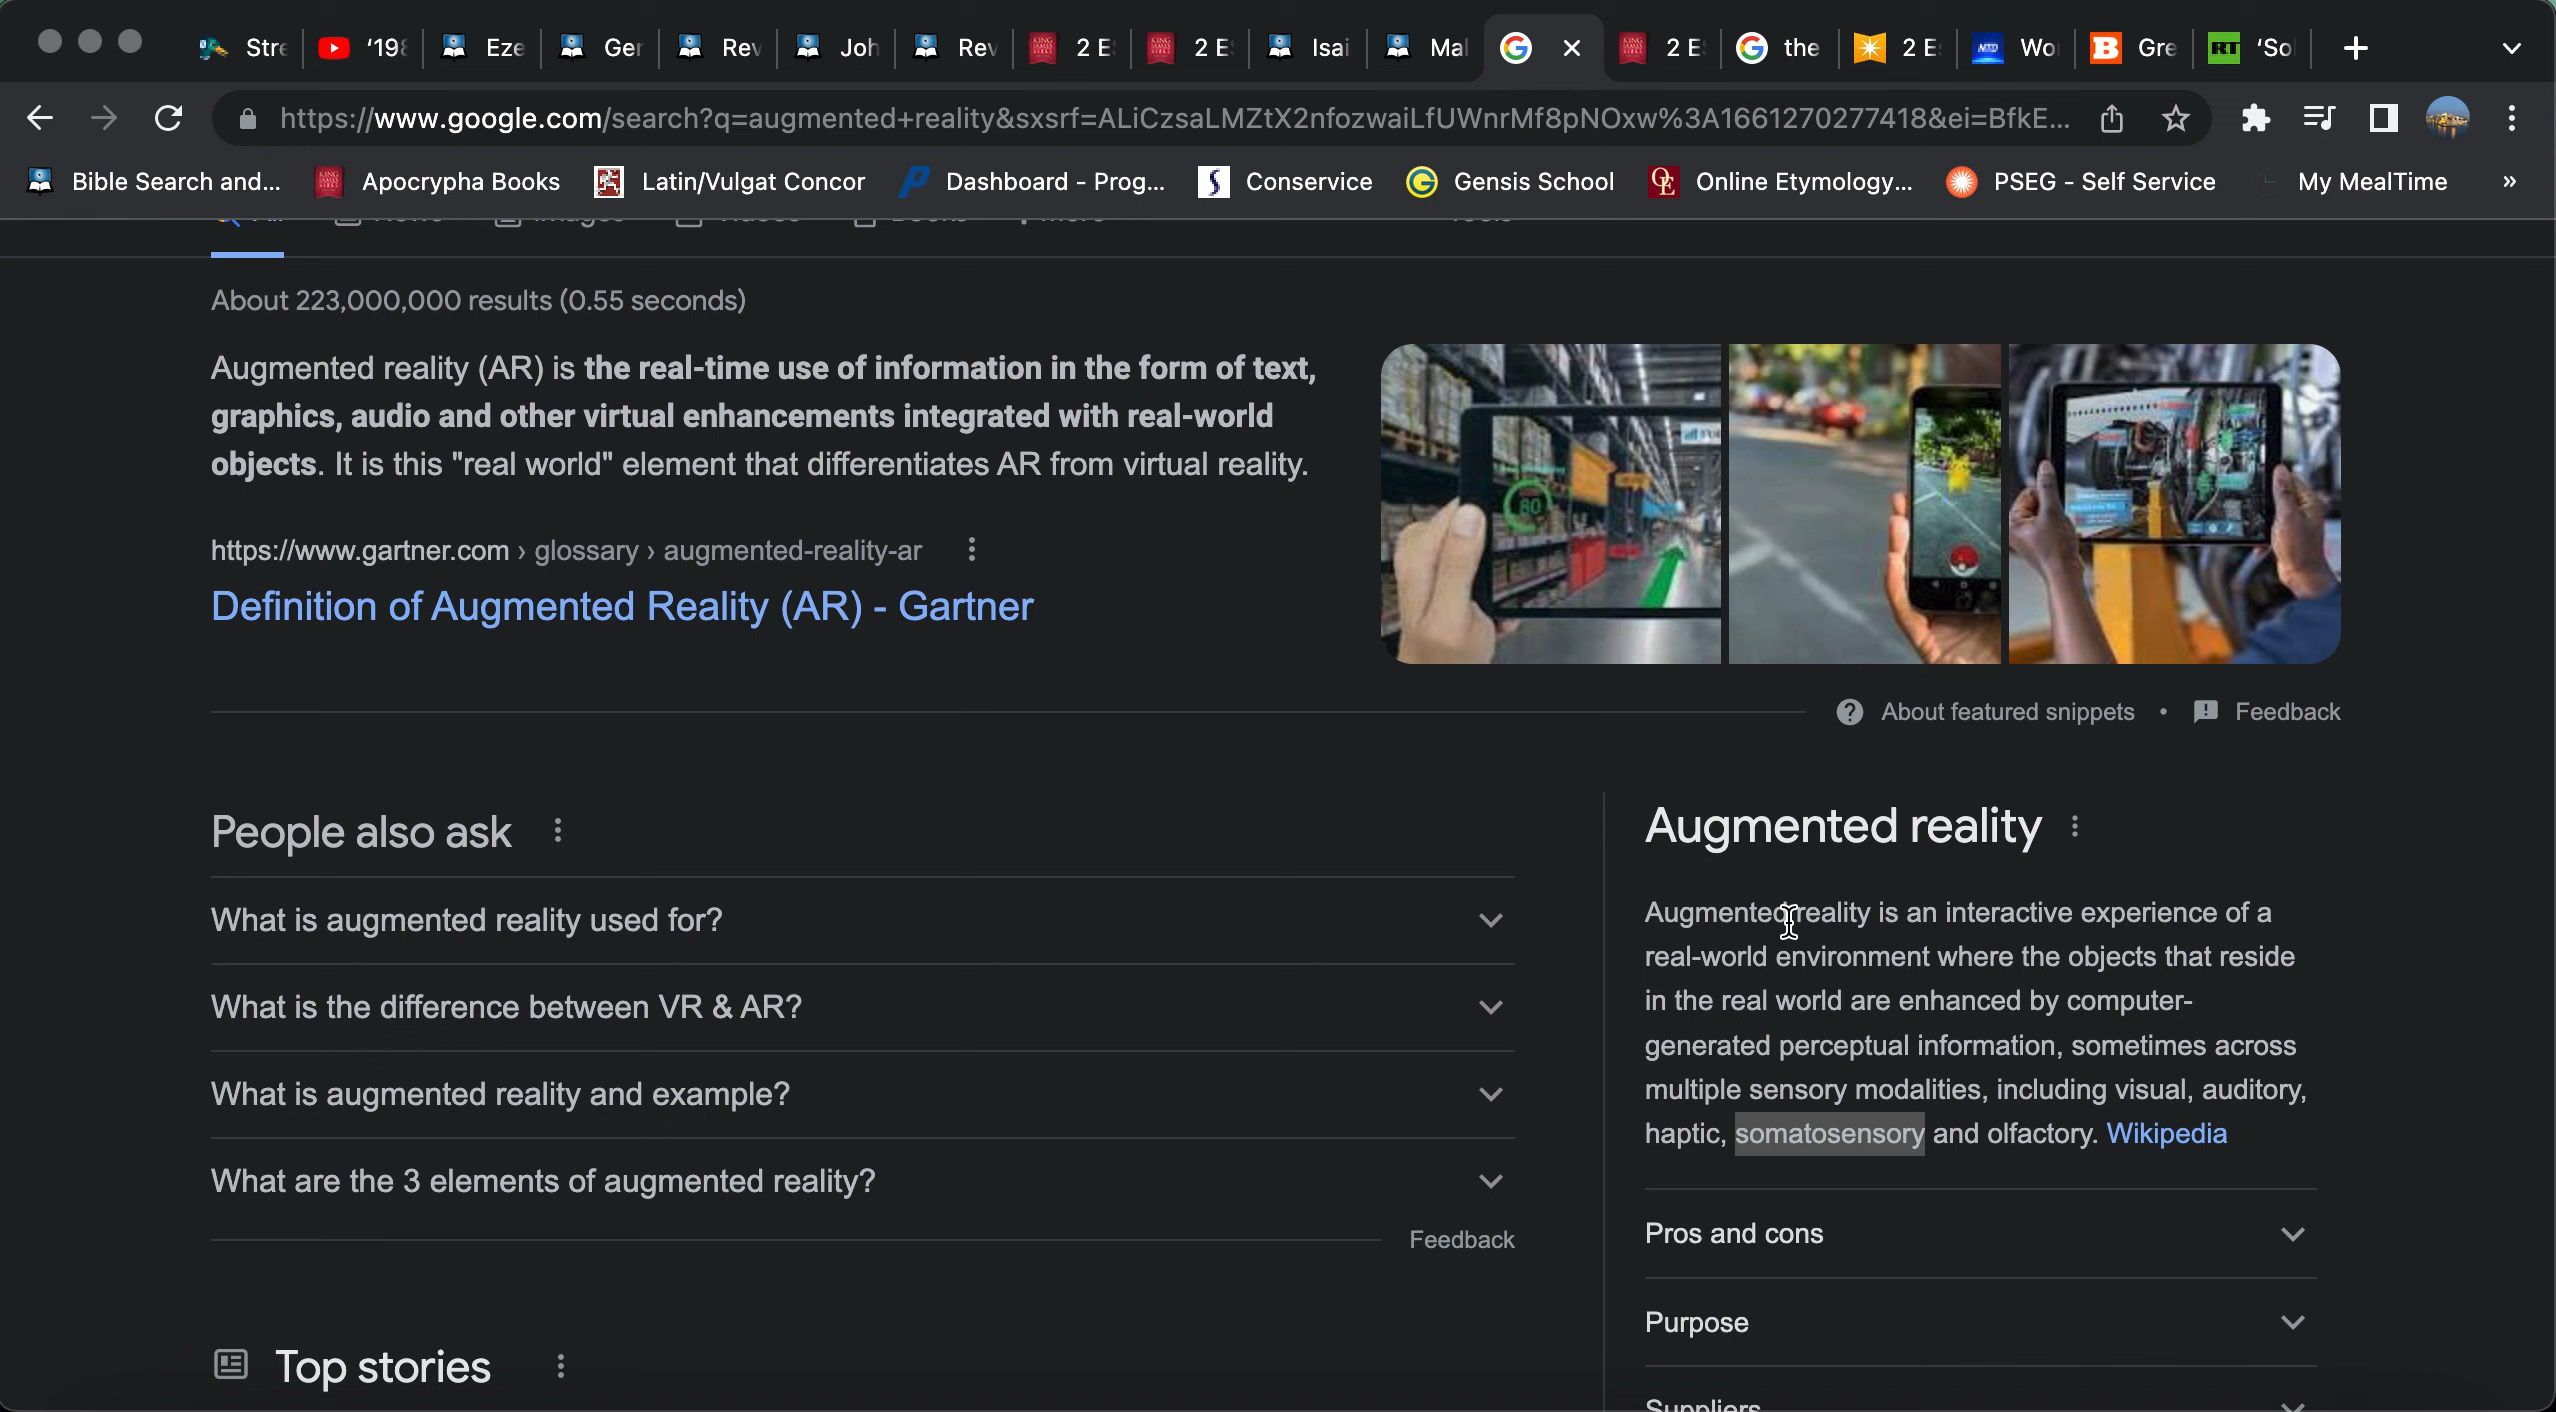 Stre
'198
Eze
Ger
Rev
Joh
Rev
2 Es
2 Es
Isai
Mal
2 Es
the
2 Es
Wo
Gre
'So
https://www.google.com/search?q=augmented+reality&sxsrf=ALiCzsaLMZtX2nfozwaiLfUWnrMf8pNOxw%3A1661270277418&ei=BfkE...
Bible Search and...
Apocrypha Books
Latin/Vulgat Concor
Dashboard - Prog...
Conservice
Gensis School
Online Etymology...
PSEG - Self Service
My MealTime
»
About 223,000,000 results (0.55 seconds)
Augmented reality (AR) is the real-time use of information in the form of text,
graphics, audio and other virtual enhancements integrated with real-world
objects. It is this "real world" element that differentiates AR from virtual reality.
https://www.gartner.com › glossary › augmented-reality-ar
Definition of Augmented Reality (AR) - Gartner
80
About featured snippets • Feedback
People also ask
What is augmented reality used for?
What is the difference between VR & AR?
What is augmented reality and example?
What are the 3 elements of augmented reality?
Feedback
Top stories
Augmented reality
Augmented reality is an interactive experience of a
real-world environment where the objects that reside
in the real world are enhanced by computer-
generated perceptual information, sometimes across
multiple sensory modalities, including visual, auditory,
haptic, somatosensory and olfactory. Wikipedia
Pros and cons
Purpose
Suppliers